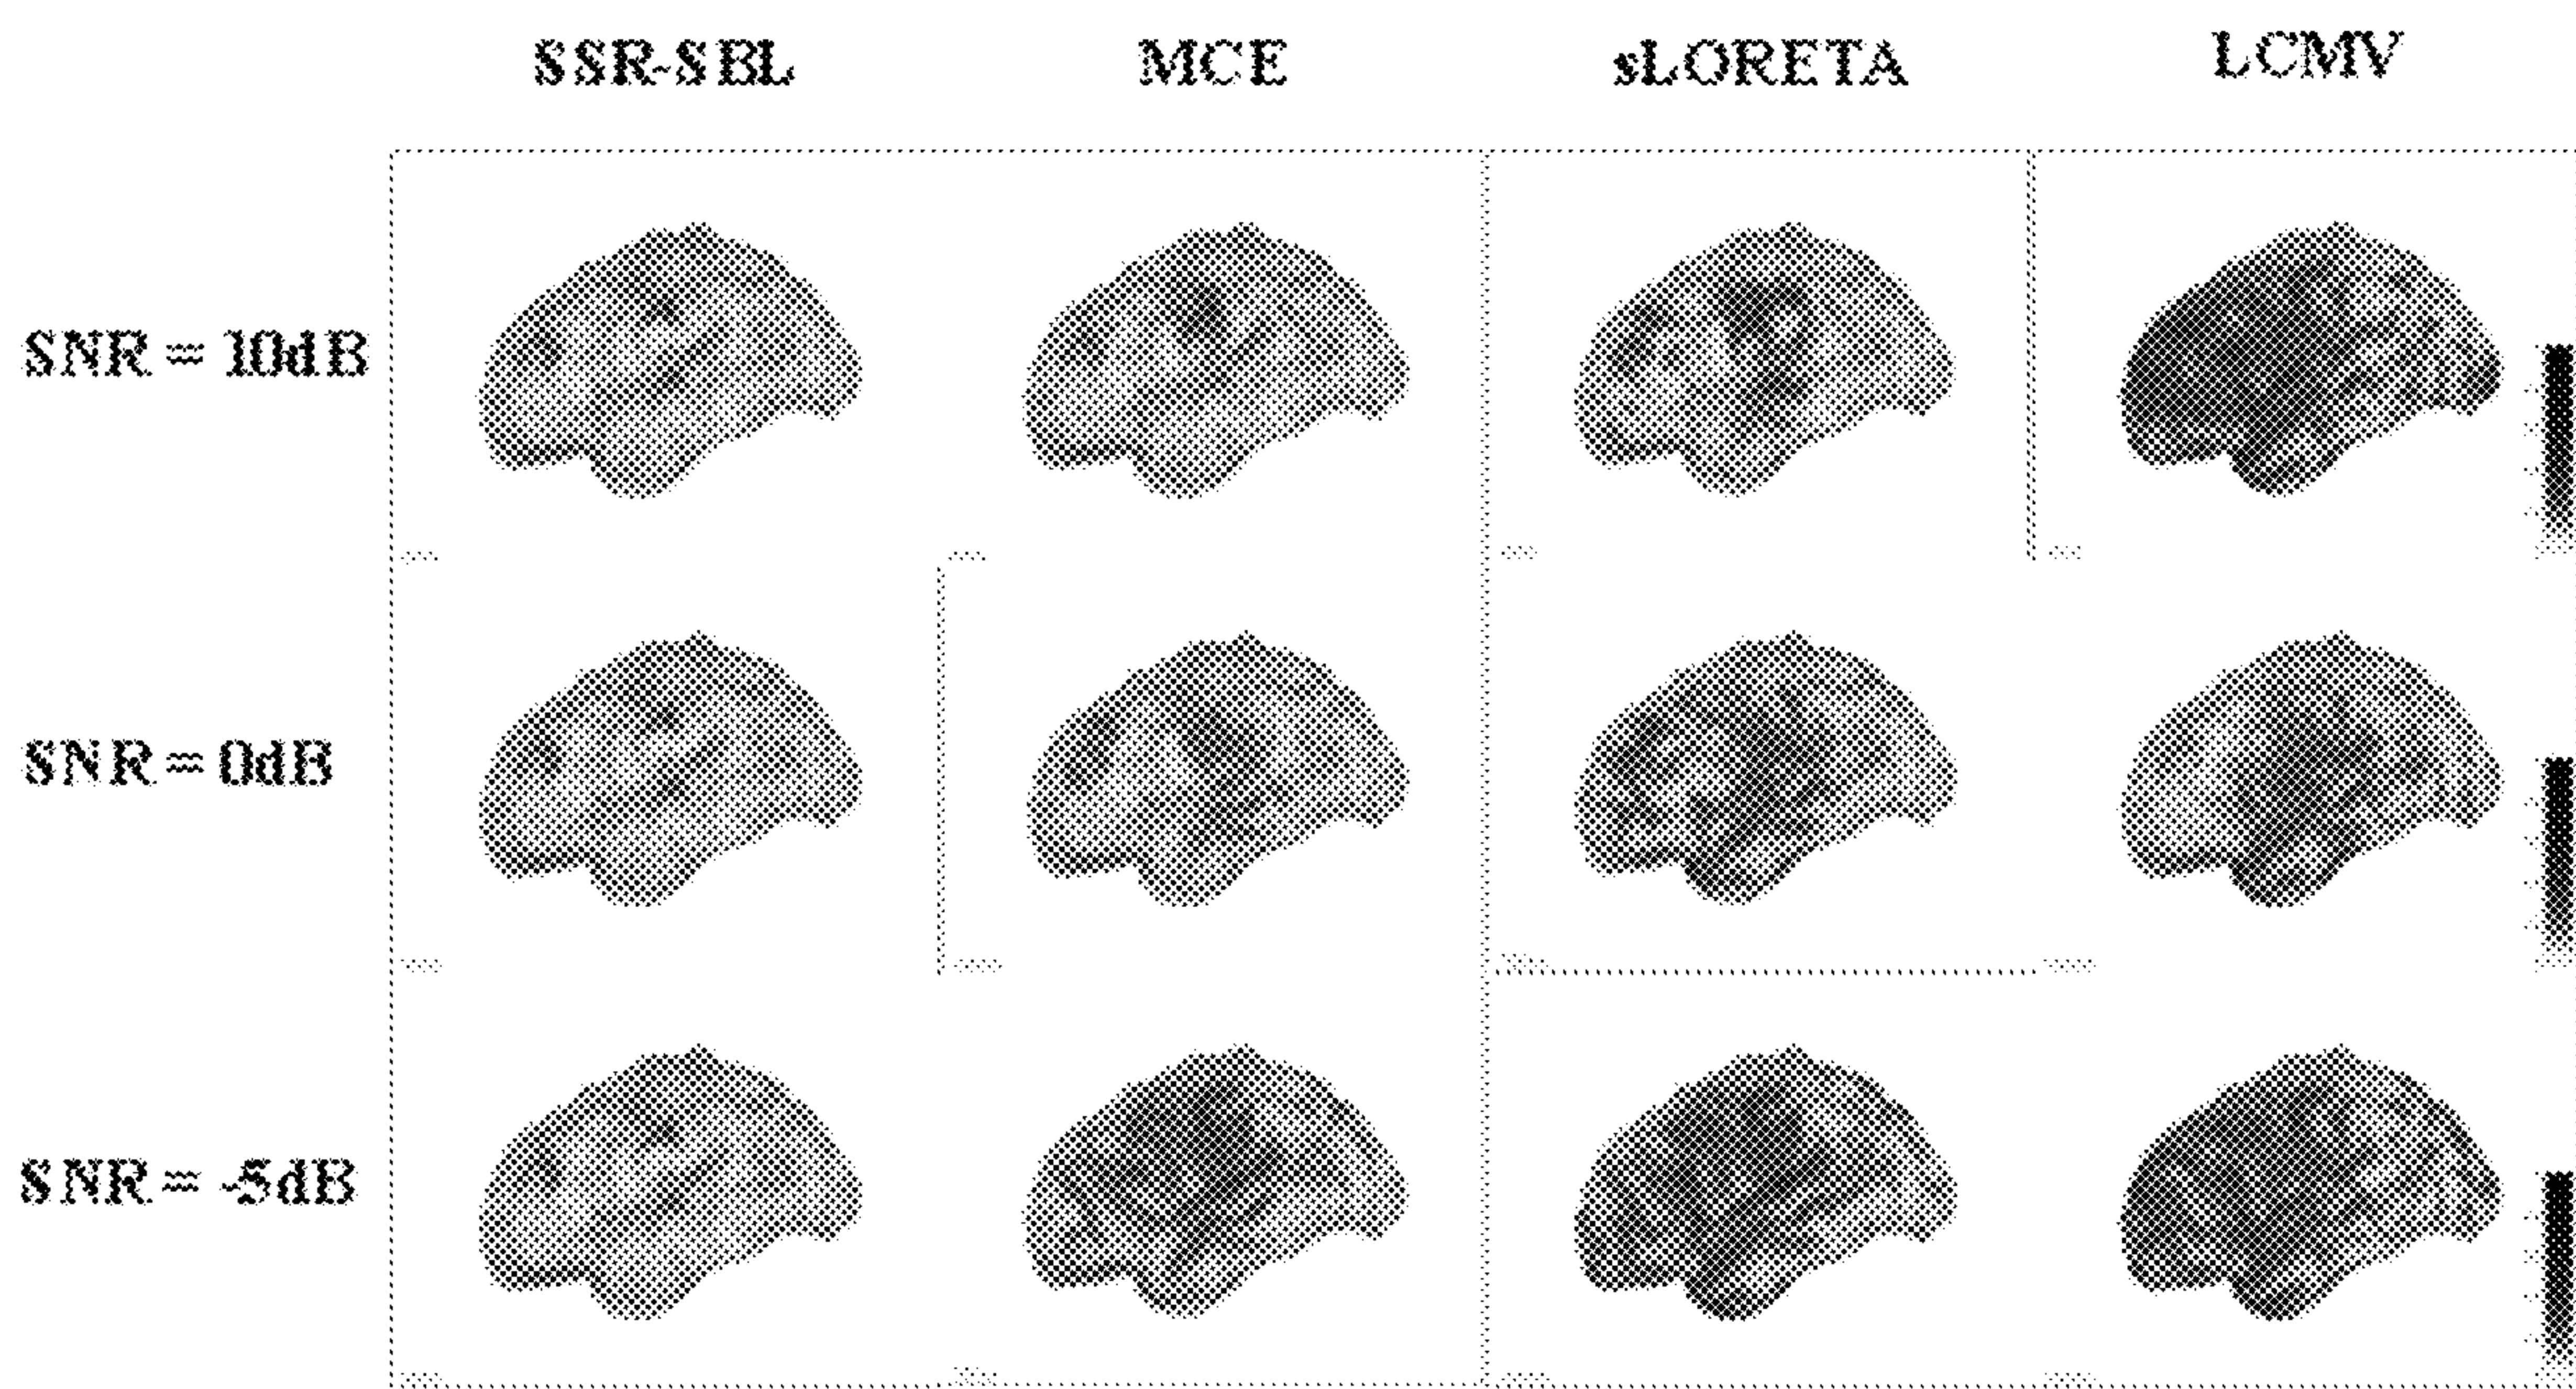 SSR-SBL MCE sLORETA LCMV
SNR = 10dB
SNR = 0dB
SNR = -5dB